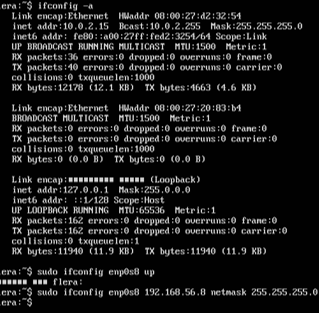 lera:~$ ifconfig -a
Link encap:Ethernet HWaddr 08:00:27:d2:32:54
inet addr:10.0.2.15 Bcast:10.0.2.255 Mask:255.255.255.0
inet6 addr: fe80::a00:27ff:fed2:3254/64 Scope:Link
UP BROADCAST RUNNING MULTICAST MTU:1500 Metric:1
RX packets:36 errors:0 dropped:0 overruns:0 frame:0
TX packets:40 errors:0 dropped:0 overruns:0 carrier:0
collisions:0 txqueuelen:1000
RX bytes:12178 (12.1 KB) TX bytes:4663 (4.6 KB)
Link encap:Ethernet HWaddr 08:00:27:20:83:b4
BROADCAST MULTICAST MTU:1500 Metric:1
RX packets:0 errors:0 dropped:0 overruns:0 frame:0
TX packets:0 errors:0 dropped:0 overruns:0 carrier:0
collisions:0 txqueuelen:1000
RX bytes:0 (0.0 B) TX bytes:0 (0.0 B)
Link encap:■■■■■■■■■ ■■■■■ (Loopback)
inet addr:127.0.0.1 Mask:255.0.0.0
inet6 addr: ::1/128 Scope:Host
UP LOOPBACK RUNNING MTU:65536 Metric:1
RX packets:162 errors:0 dropped:0 overruns:0 frame:0
TX packets:162 errors:0 dropped:0 overruns:0 carrier:0
collisions:0 txqueuelen:1
RX bytes:11940 (11.9 KB) TX bytes:11940 (11.9 KB)
lera:~$ sudo ifconfig enp0s8 up
■■■■■■ ■■■ flera:
lera:~$ sudo ifconfig enp0s8 192.168.56.8 netmask 255.255.255.0
lera:~$